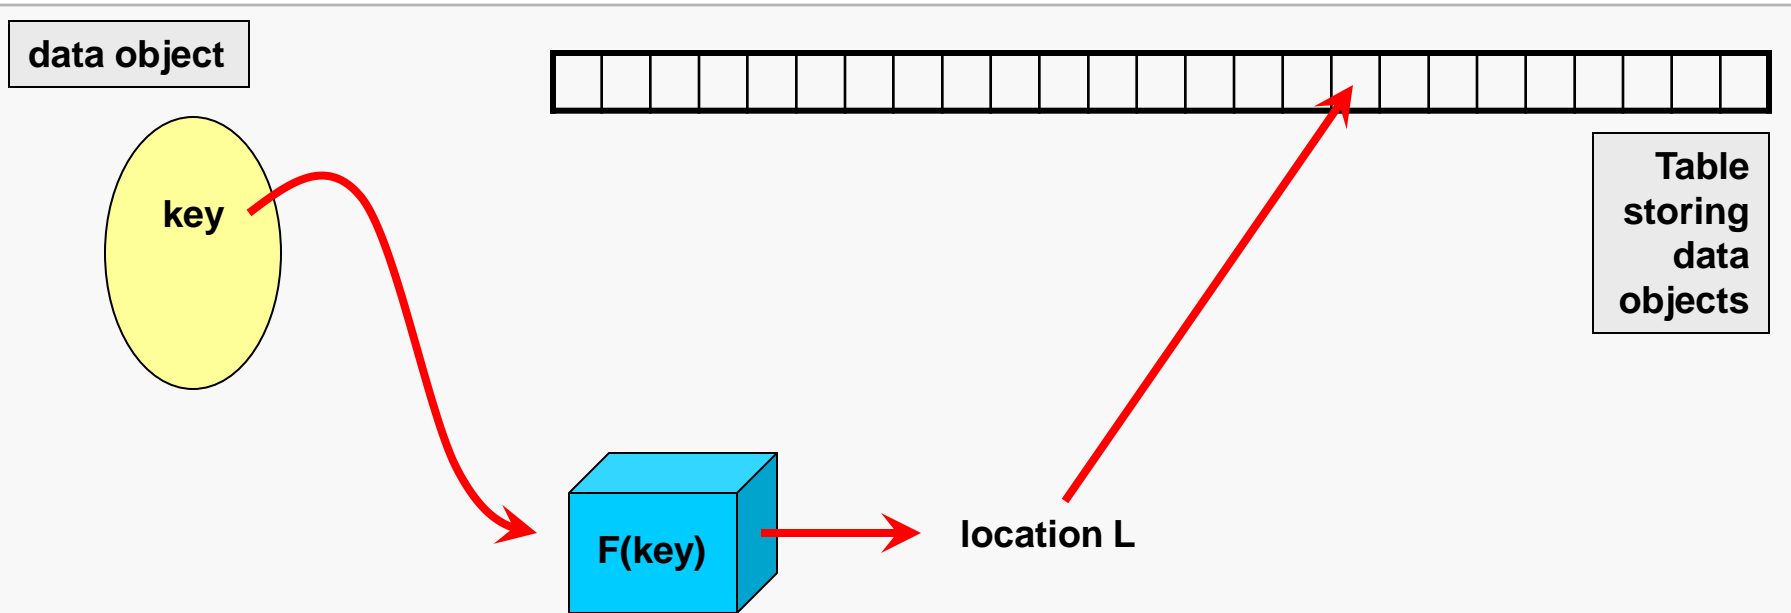 data object
key
Table
storing
data
objects
F(key)
location L